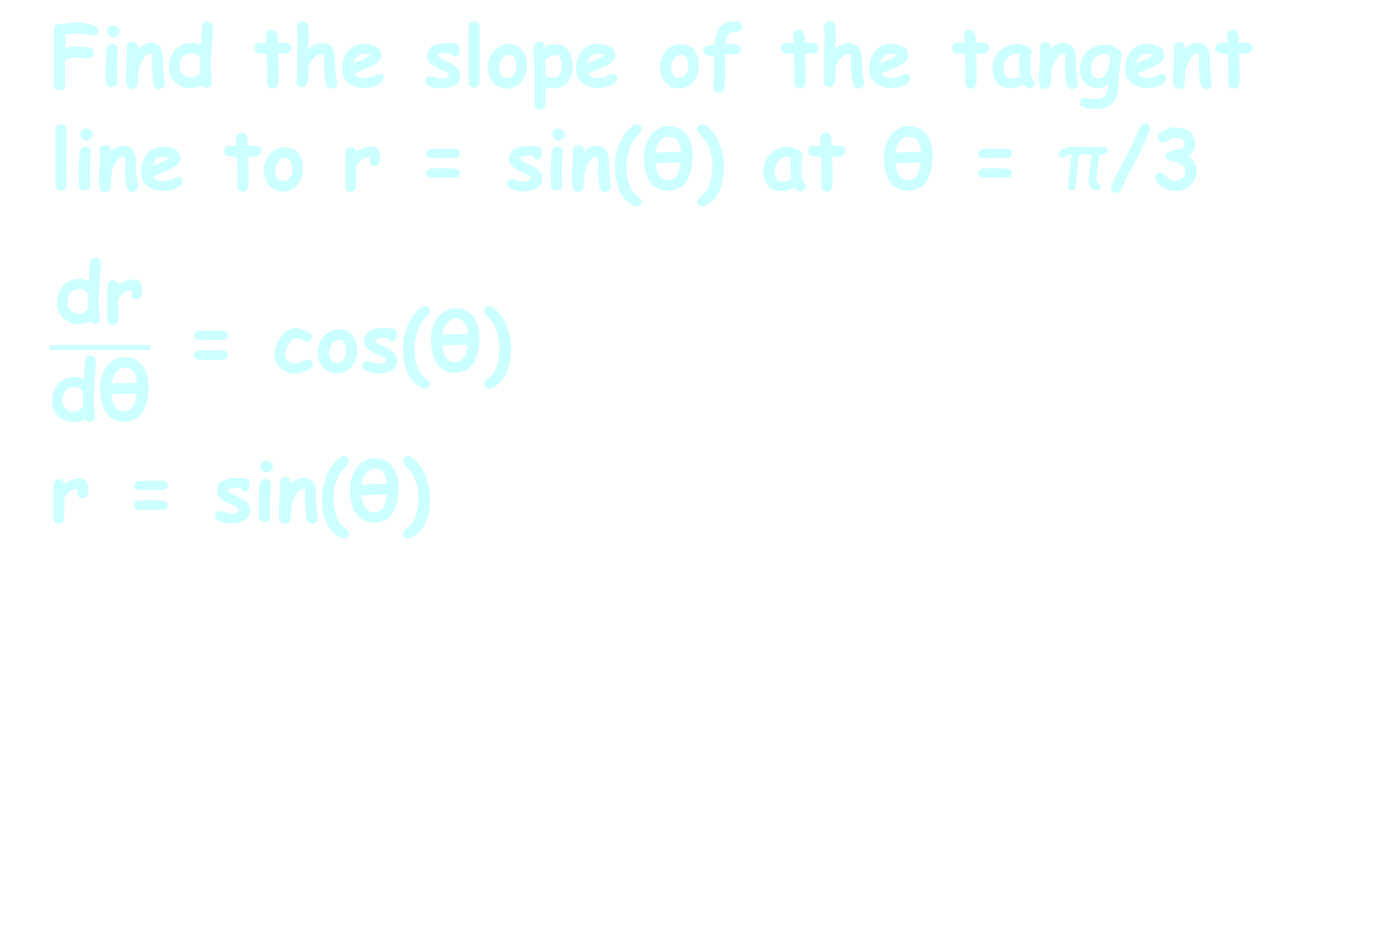 Find the slope of the tangent
line to r = sin(θ) at θ = π/3
dr
dθ
= cos(θ)
r = sin(θ)